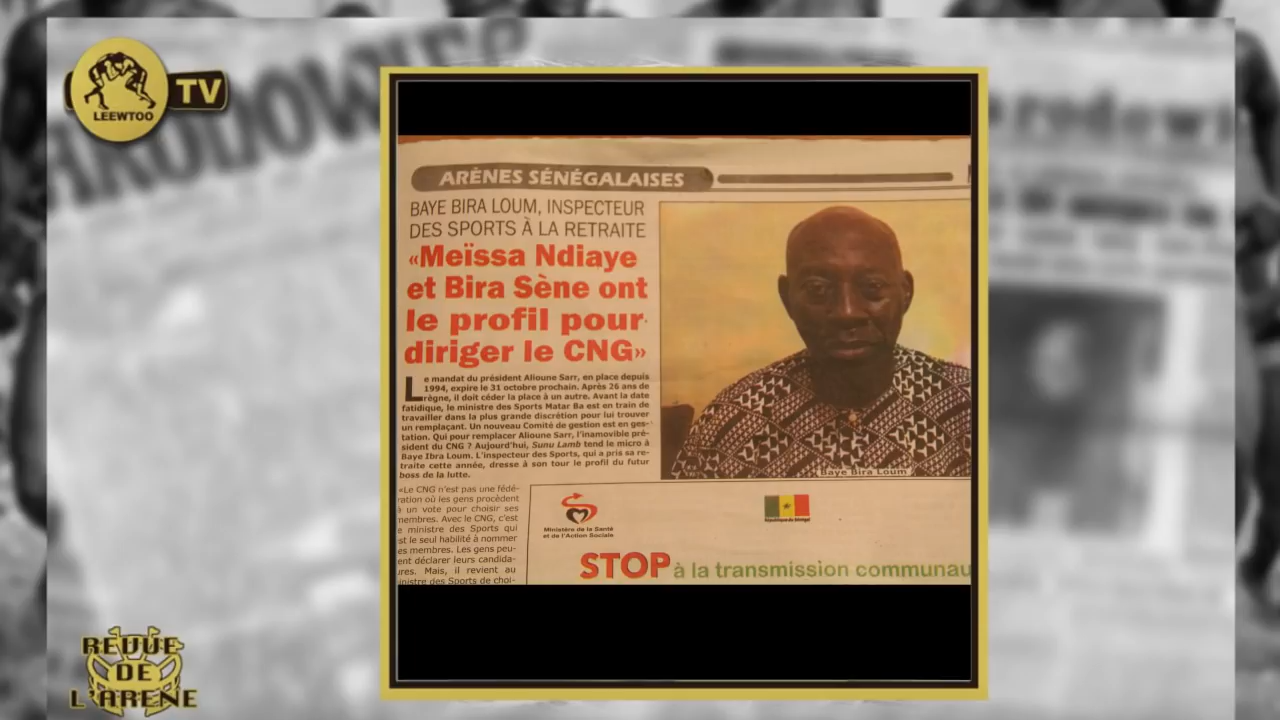 LEEWTOO
TV
ARÈNES SÉNÉGALAISES
BAYE BIRA LOUM, INSPECTEUR
DES SPORTS À LA RETRAITE
«Meïssa Ndiaye
et Bira Sène ont
le profil pour
diriger le CNG»
Le mandat du président Alioune Sarr, en place depuis
1994, expire le 31 octobre prochain. Après 26 ans de
règne, il doit céder la place à un autre. Avant la date
fatidique, le ministre des Sports Matar Ba est en train de
travailler dans la plus grande discrétion pour lui trouver
un remplaçant. Un nouveau Comité de gestion est en ges-
tation. Qui pour remplacer Alioune Sarr, l'inamovible pré-
sident du CNG ? Aujourd'hui, Sunu Lamb tend le micro à
Baye Ibra Loum. L'inspecteur des Sports, qui a pris sa re-
traite cette année, dresse à son tour le profil du futur
boss de la lutte.
Baye Bira Loum
«Le CNG n'est pas une fédé-
ration où les gens procèdent
à un vote pour choisir ses
membres. Avec le CNG, c'est
e ministre des Sports qui
est le seul habilité à nommer
es membres. Les gens peu-
ent déclarer leurs candida-
ures. Mais, il revient au
inistre des Sports de choi-
Ministère de la Santé
et de l'Action Sociale
République du Sénégal
STOP à la transmission communau
REVUE
DE
L'ARENE